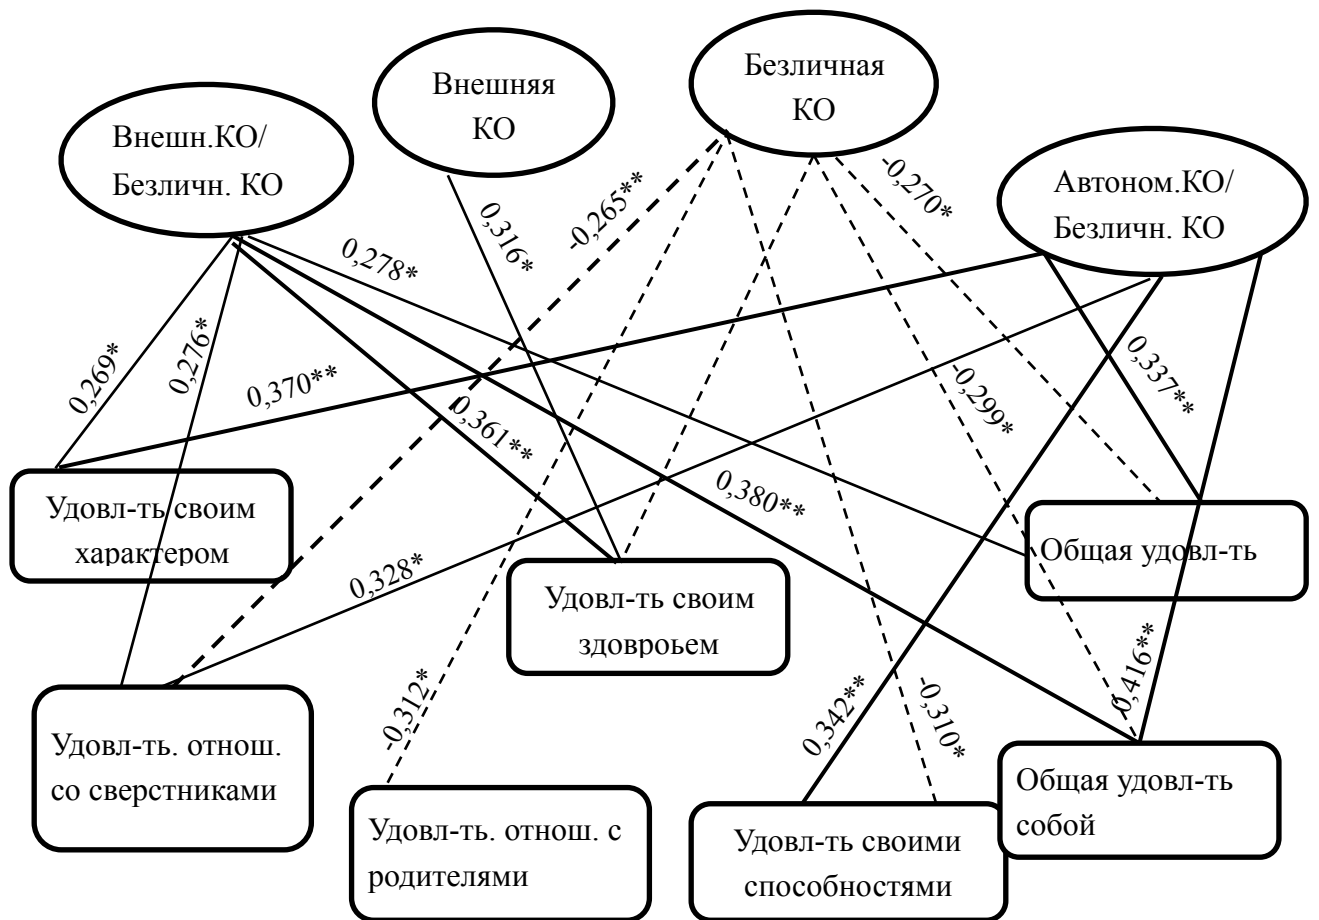 Безличная
КО
Внешняя
КО
Внешн.КО/
Безличн. КО
Автоном.КО/
Безличн. КО
-0,265**
-0,270*
0,316*
0,278*
0,269*
0,276*
0,370**
0,361**
0,337**
-0,299*
0,380**
Удовл-ть своим
характером
0,328*
Удовл-ть своим
здовроьем
Общая удовл-ть
-0,312*
0,342**
-0,310*
0,416**
Удовл-ть. отнош.
со сверстниками
Удовл-ть. отнош. с
родителями
Удовл-ть своими
способностями
Общая удовл-ть
собой